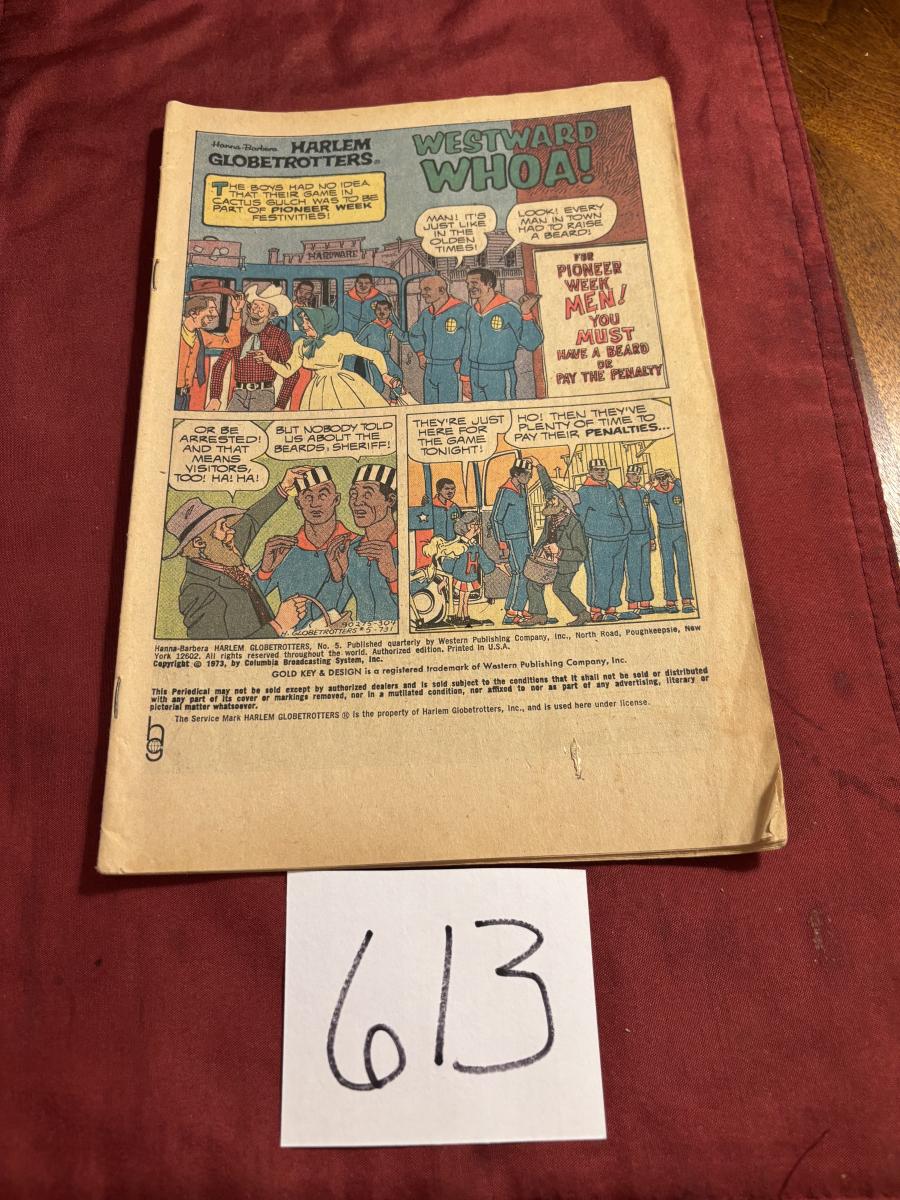 Hanna-Barbera HARLEM
GLOBETROTTERS®
WESTWARD
WHOA!
THE BOYS HAD NO IDEA
THAT THEIR GAME IN
CACTUS GULCH WAS TO BE
PART OF PIONEER WEEK
FESTIVITIES!
MAN! IT'S
JUST LIKE
IN THE
OLDEN
TIMES!
LOOK! EVERY
MAN IN TOWN
HAD TO RAISE
A BEARD!
HARDWARE
FOR
PIONEER
WEEK
MEN!
YOU
MUST
HAVE A BEARD
OR
PAY THE PENALTY
OR BE
ARRESTED!
AND THAT
MEANS
VISITORS,
TOO! HA! HA!
BUT NOBODY TOLD
US ABOUT THE
BEARDS, SHERIFF!
THEY'RE JUST
HERE FOR
THE GAME
TONIGHT!
HO! THEN THEY'VE
PLENTY OF TIME TO
PAY THEIR PENALTIES...
H
90275-304
H. GLOBETROTTERS #5-731
Hanna-Barbera HARLEM GLOBETROTTERS, No. 5. Published quarterly by Western Publishing Company, Inc., North Road, Poughkeepsie, New
York 12602. All rights reserved throughout the world. Authorized edition. Printed in U.S.A.
Copyright © 1973, by Columbia Broadcasting System, Inc.
GOLD KEY & DESIGN is a registered trademark of Western Publishing Company, Inc.
This Periodical may not be sold except by authorized dealers and is sold subject to the conditions that it shall not be sold or distributed
with any part of its cover or markings removed, nor in a mutilated condition, nor affixed to nor as part of any advertising, literary or
pictorial matter whatsoever.
The Service Mark HARLEM GLOBETROTTERS ® is the property of Harlem Globetrotters, Inc., and is used here under license.
hg
613